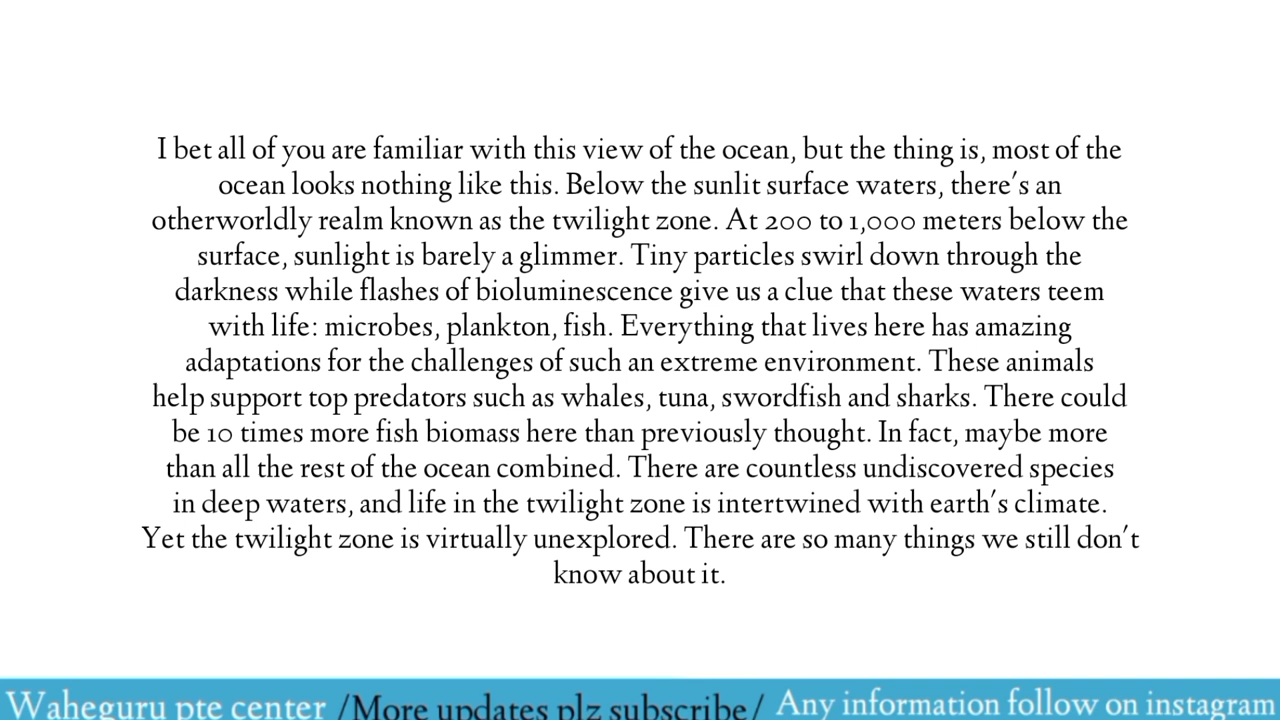 I bet all of you are familiar with this view of the ocean, but the thing is, most of the
ocean looks nothing like this. Below the sunlit surface waters, there's an
otherworldly realm known as the twilight zone. At 200 to 1,000 meters below the
surface, sunlight is barely a glimmer. Tiny particles swirl down through the
darkness while flashes of bioluminescence give us a clue that these waters teem
with life: microbes, plankton, fish. Everything that lives here has amazing
adaptations for the challenges of such an extreme environment. These animals
help support top predators such as whales, tuna, swordfish and sharks. There could
be 10 times more fish biomass here than previously thought. In fact, maybe more
than all the rest of the ocean combined. There are countless undiscovered species
in deep waters, and life in the twilight zone is intertwined with earth's climate.
Yet the twilight zone is virtually unexplored. There are so many things we still don't
know about it.
Waheguru pte center /More updates plz subscribe/ Any information follow on instagram